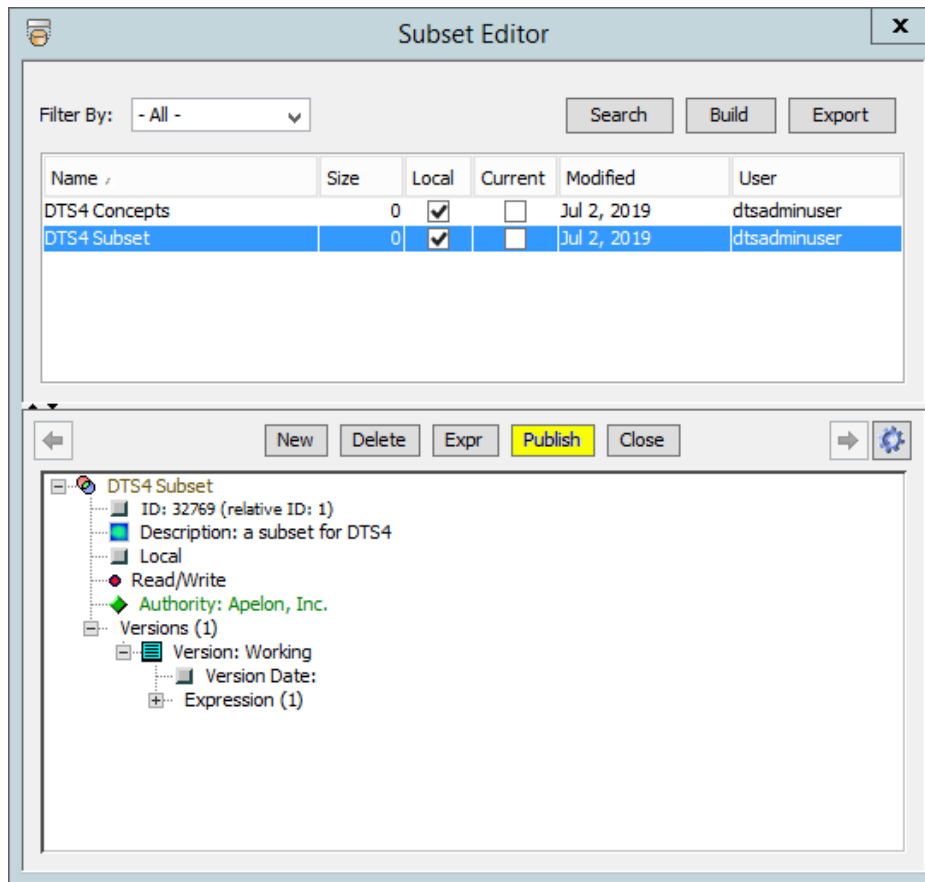 Subset Editor
x
Filter By: - All - Search Build Export
Name Size Local Current Modified User
DTS4 Concepts 0 Jul 2, 2019 dtsadminuser
DTS4 Subset 0 Jul 2, 2019 dtsadminuser
New Delete Expr Publish Close
DTS4 Subset
ID: 32769 (relative ID: 1)
Description: a subset for DTS4
Local
Read/Write
Authority: Apelon, Inc.
Versions (1)
Version: Working
Version Date:
Expression (1)